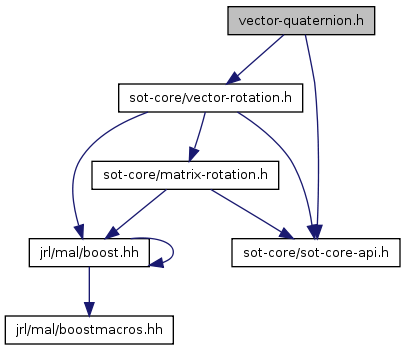 vector-quaternion.h
sot-core/vector-rotation.h
sot-core/matrix-rotation.h
jrl/mal/boost.hh
sot-core/sot-core-api.h
jrl/mal/boostmacros.hh